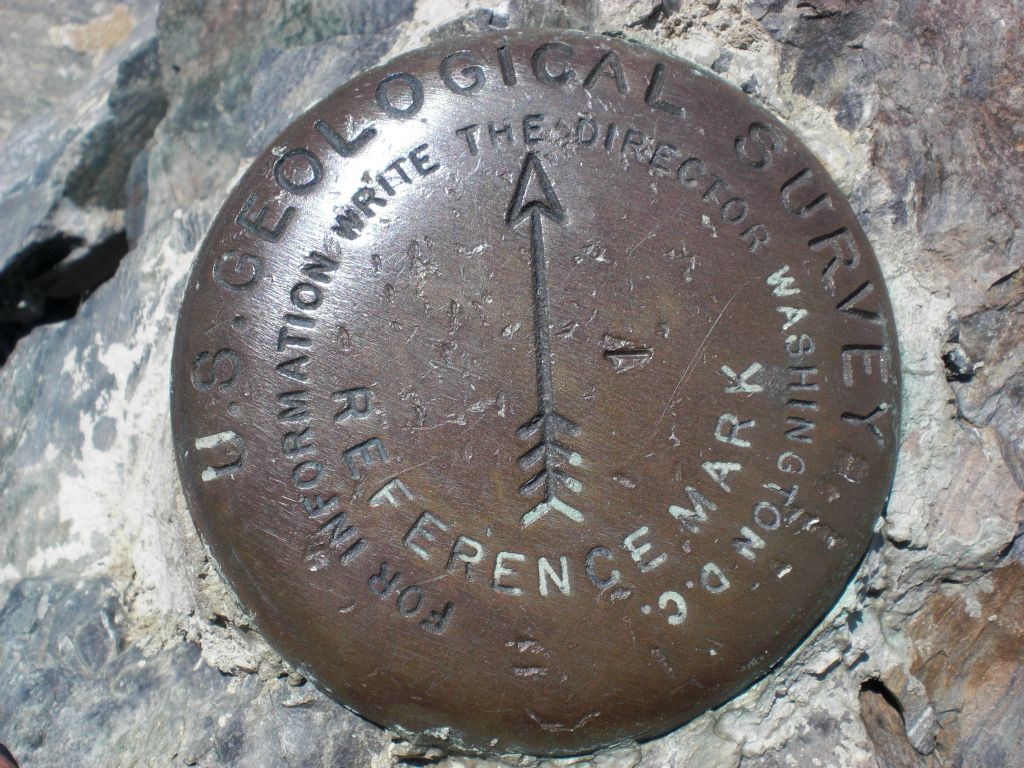 U.S. GEOLOGICAL SURVEY
FOR INFORMATION WRITE THE DIRECTOR WASHINGTON D.C.
REFERENCE MARK